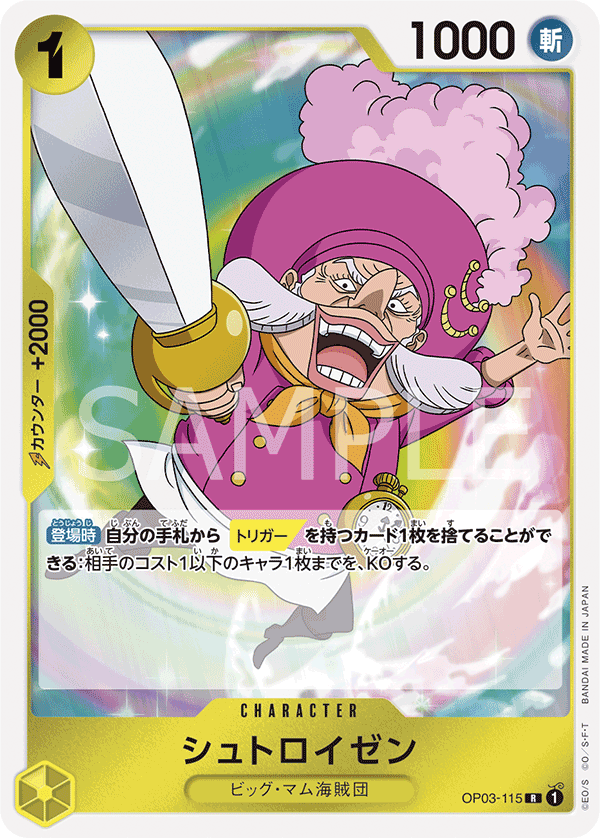 1
1000
斬
カウンター +2000
SAMPLE
登場時 自分の手札から トリガー を持つカード1枚を捨てることがで
きる：相手のコスト1以下のキャラ1枚までを、KOする。
CHARACTER
シュトロイゼン
ビッグ・マム海賊団
OP03-115 R 1
©E.O/S ©O／S・F・T BANDAI MADE IN JAPAN